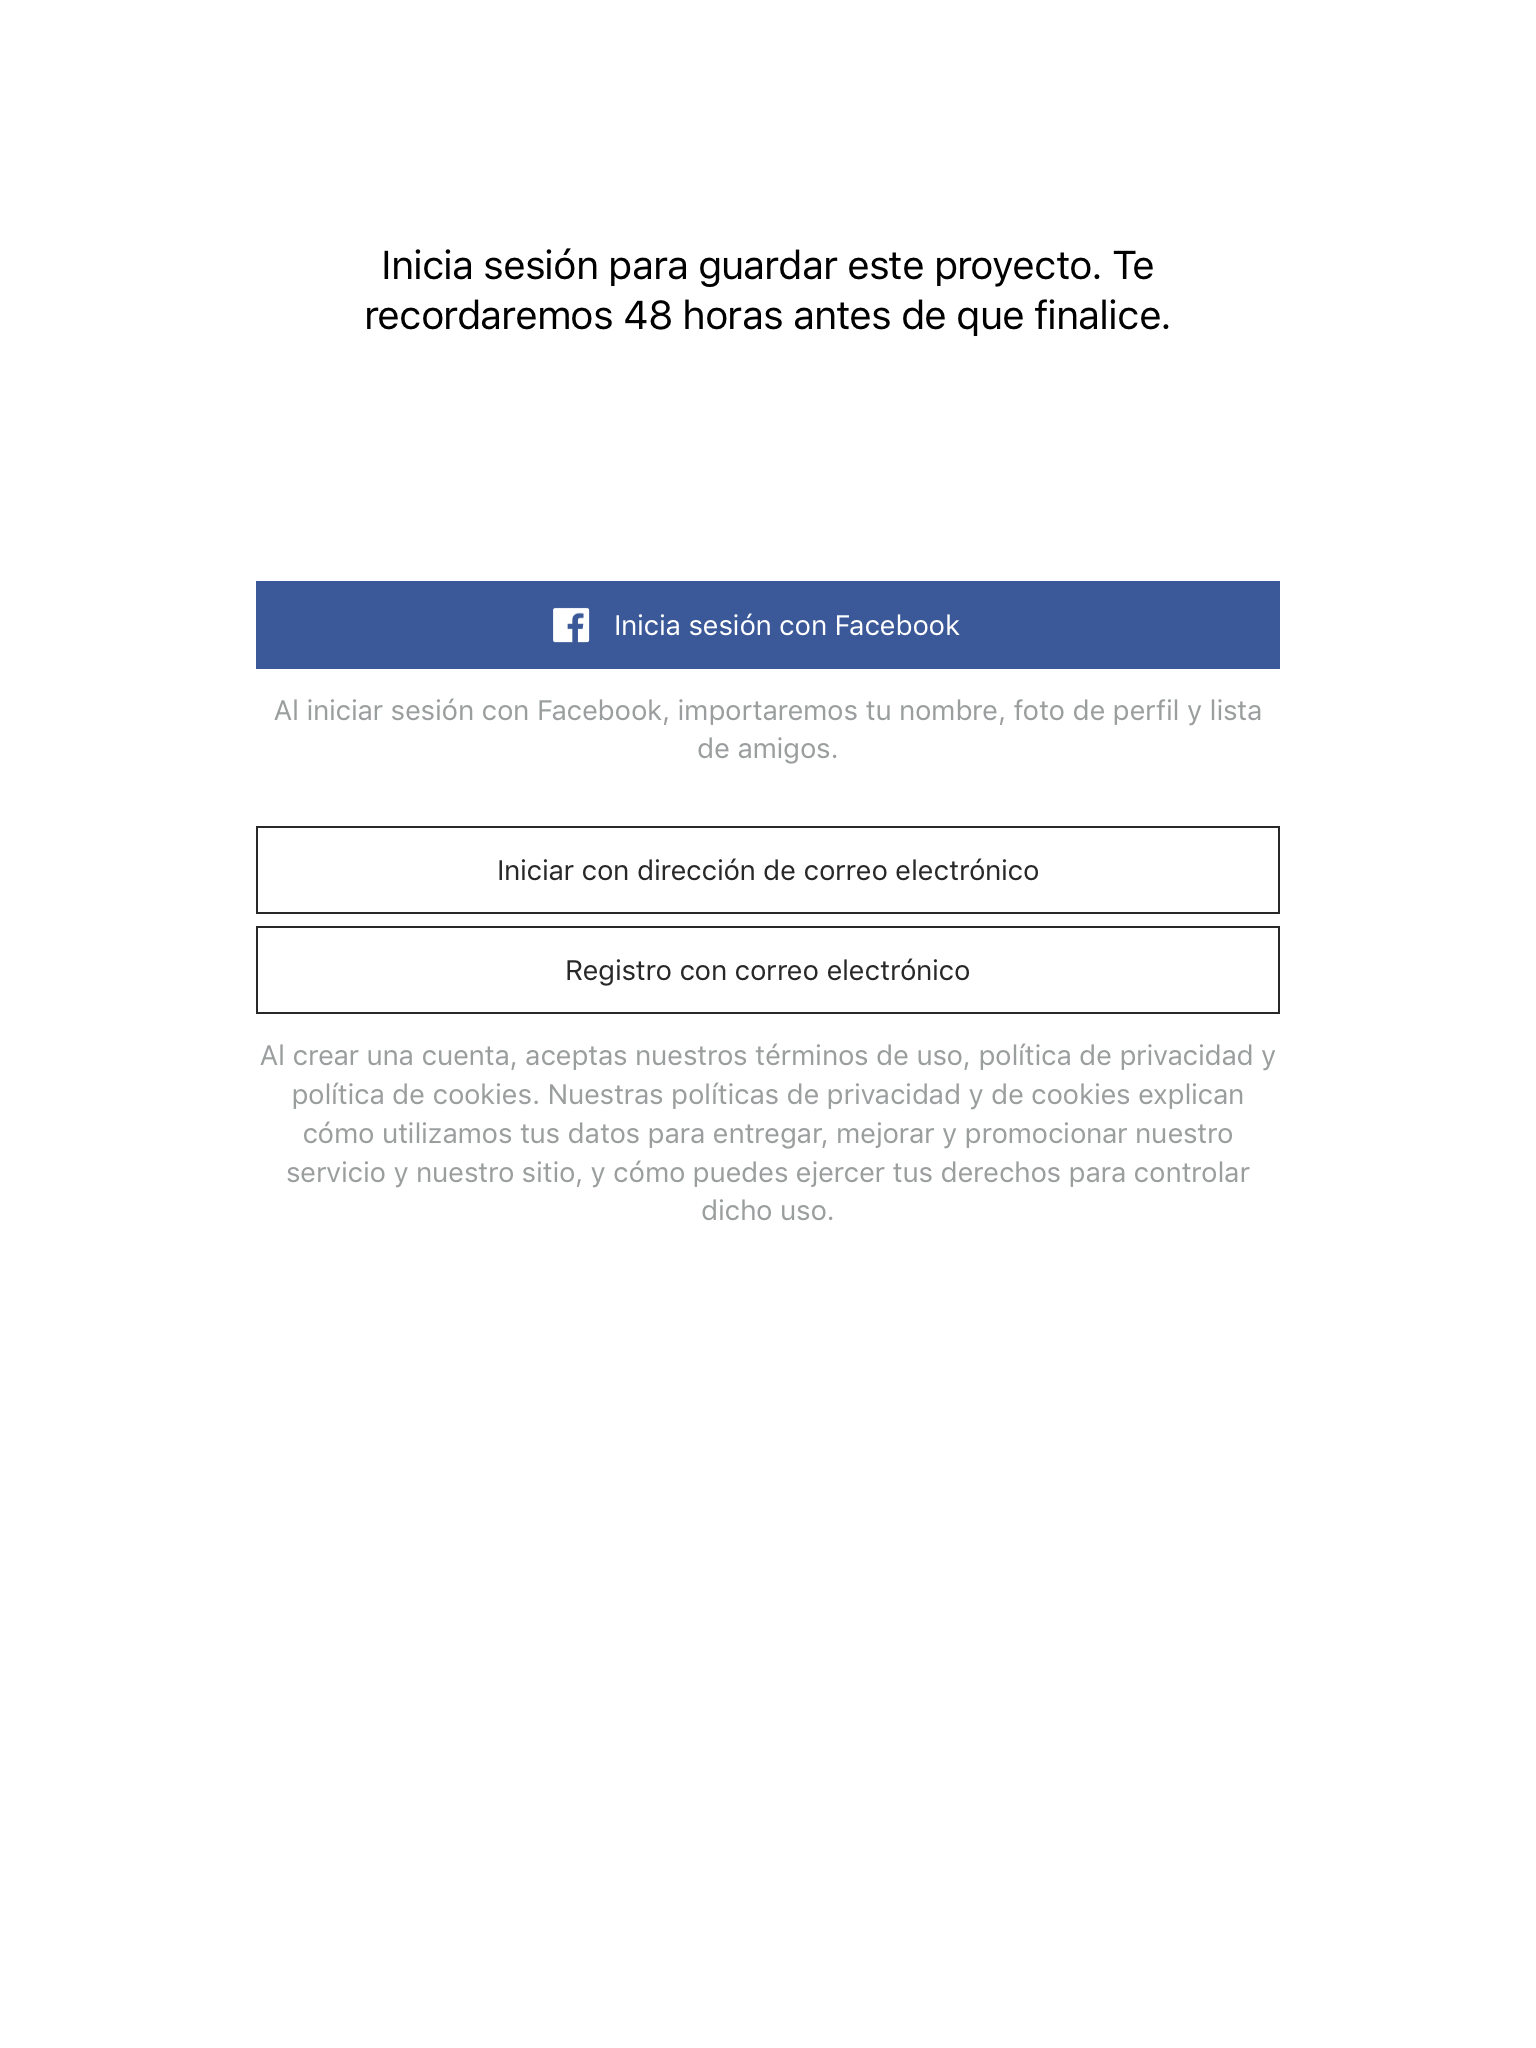 Inicia sesión para guardar este proyecto. Te
recordaremos 48 horas antes de que finalice.
Inicia sesión con Facebook
Al iniciar sesión con Facebook, importaremos tu nombre, foto de perfil y lista
de amigos.
Iniciar con dirección de correo electrónico
Registro con correo electrónico
Al crear una cuenta, aceptas nuestros términos de uso, política de privacidad y
política de cookies. Nuestras políticas de privacidad y de cookies explican
cómo utilizamos tus datos para entregar, mejorar y promocionar nuestro
servicio y nuestro sitio, y cómo puedes ejercer tus derechos para controlar
dicho uso.